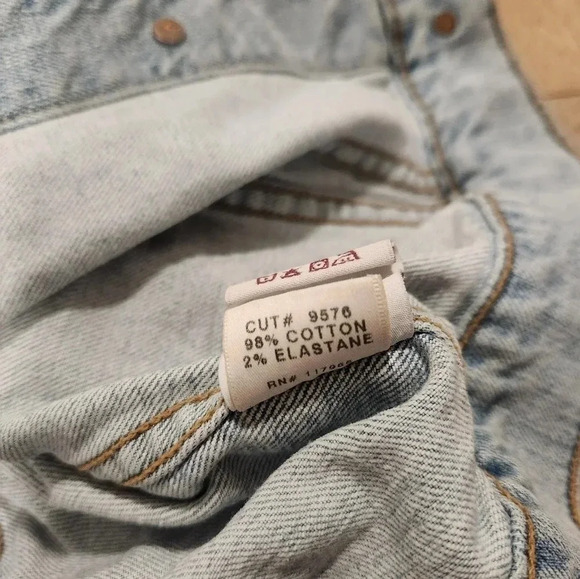 CUT# 9576
98% COTTON
2% ELASTANE
RN#